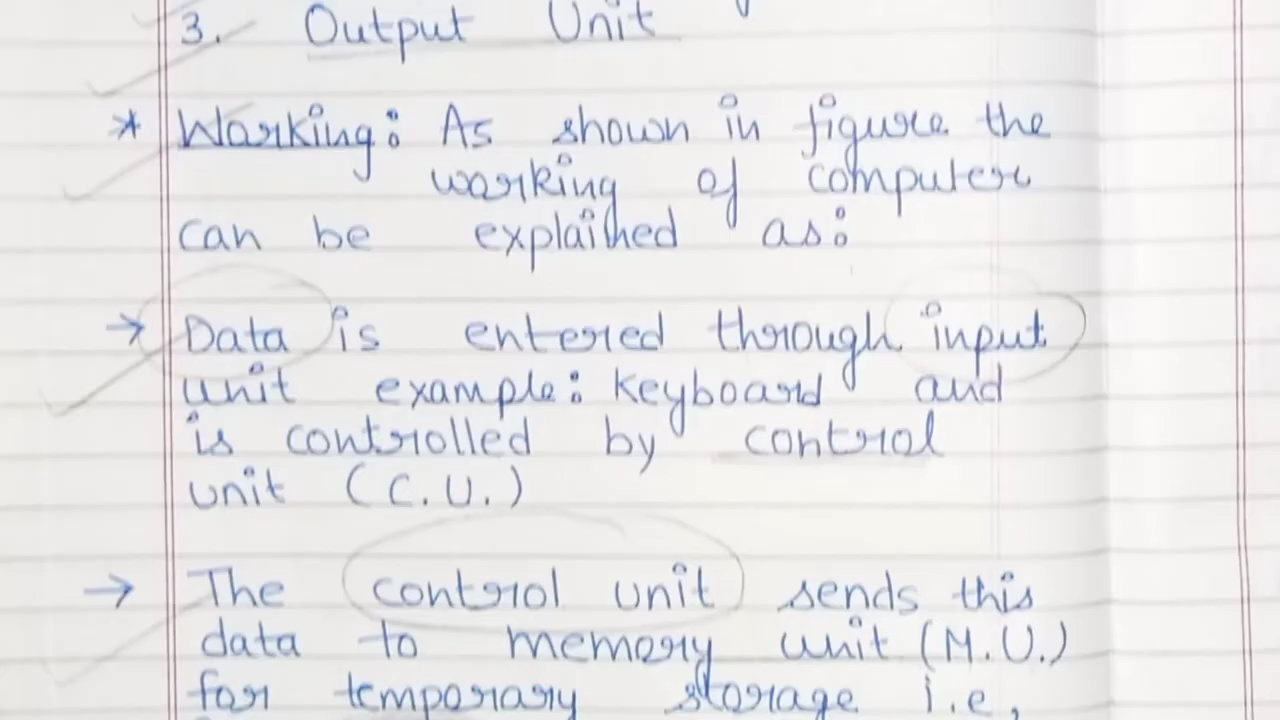 3. Output Unit
* Working: As shown in figure the
working of computer
can be explained as:
→ Data is entered through input
unit example: Keyboard and
is controlled by control
unit (C.U.)
→ The control unit sends this
data to memory unit (M.U.)
for temporary storage i.e,